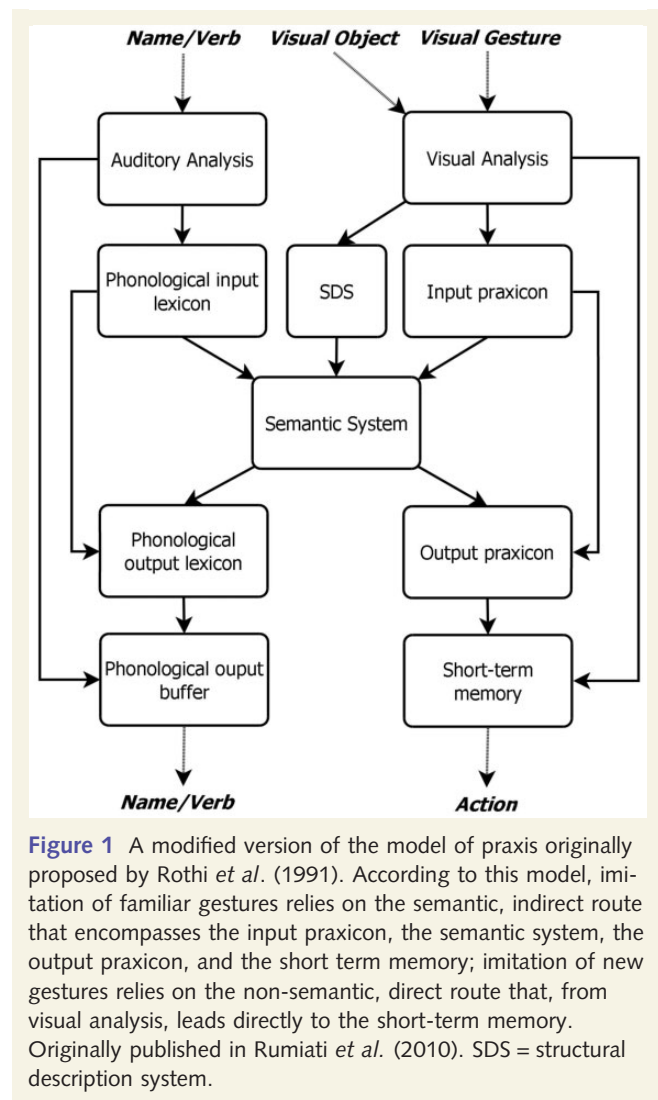 Name/Verb Visual Object Visual Gesture
Auditory Analysis Visual Analysis
Phonological input
lexicon
SDS
Input praxicon
Semantic System
Phonological
output lexicon
Output praxicon
Phonological ouput
buffer
Short-term
memory
Name/Verb Action
Figure 1 A modified version of the model of praxis originally
proposed by Rothi et al. (1991). According to this model, imi-
tation of familiar gestures relies on the semantic, indirect route
that encompasses the input praxicon, the semantic system, the
output praxicon, and the short term memory; imitation of new
gestures relies on the non-semantic, direct route that, from
visual analysis, leads directly to the short-term memory.
Originally published in Rumiati et al. (2010). SDS = structural
description system.